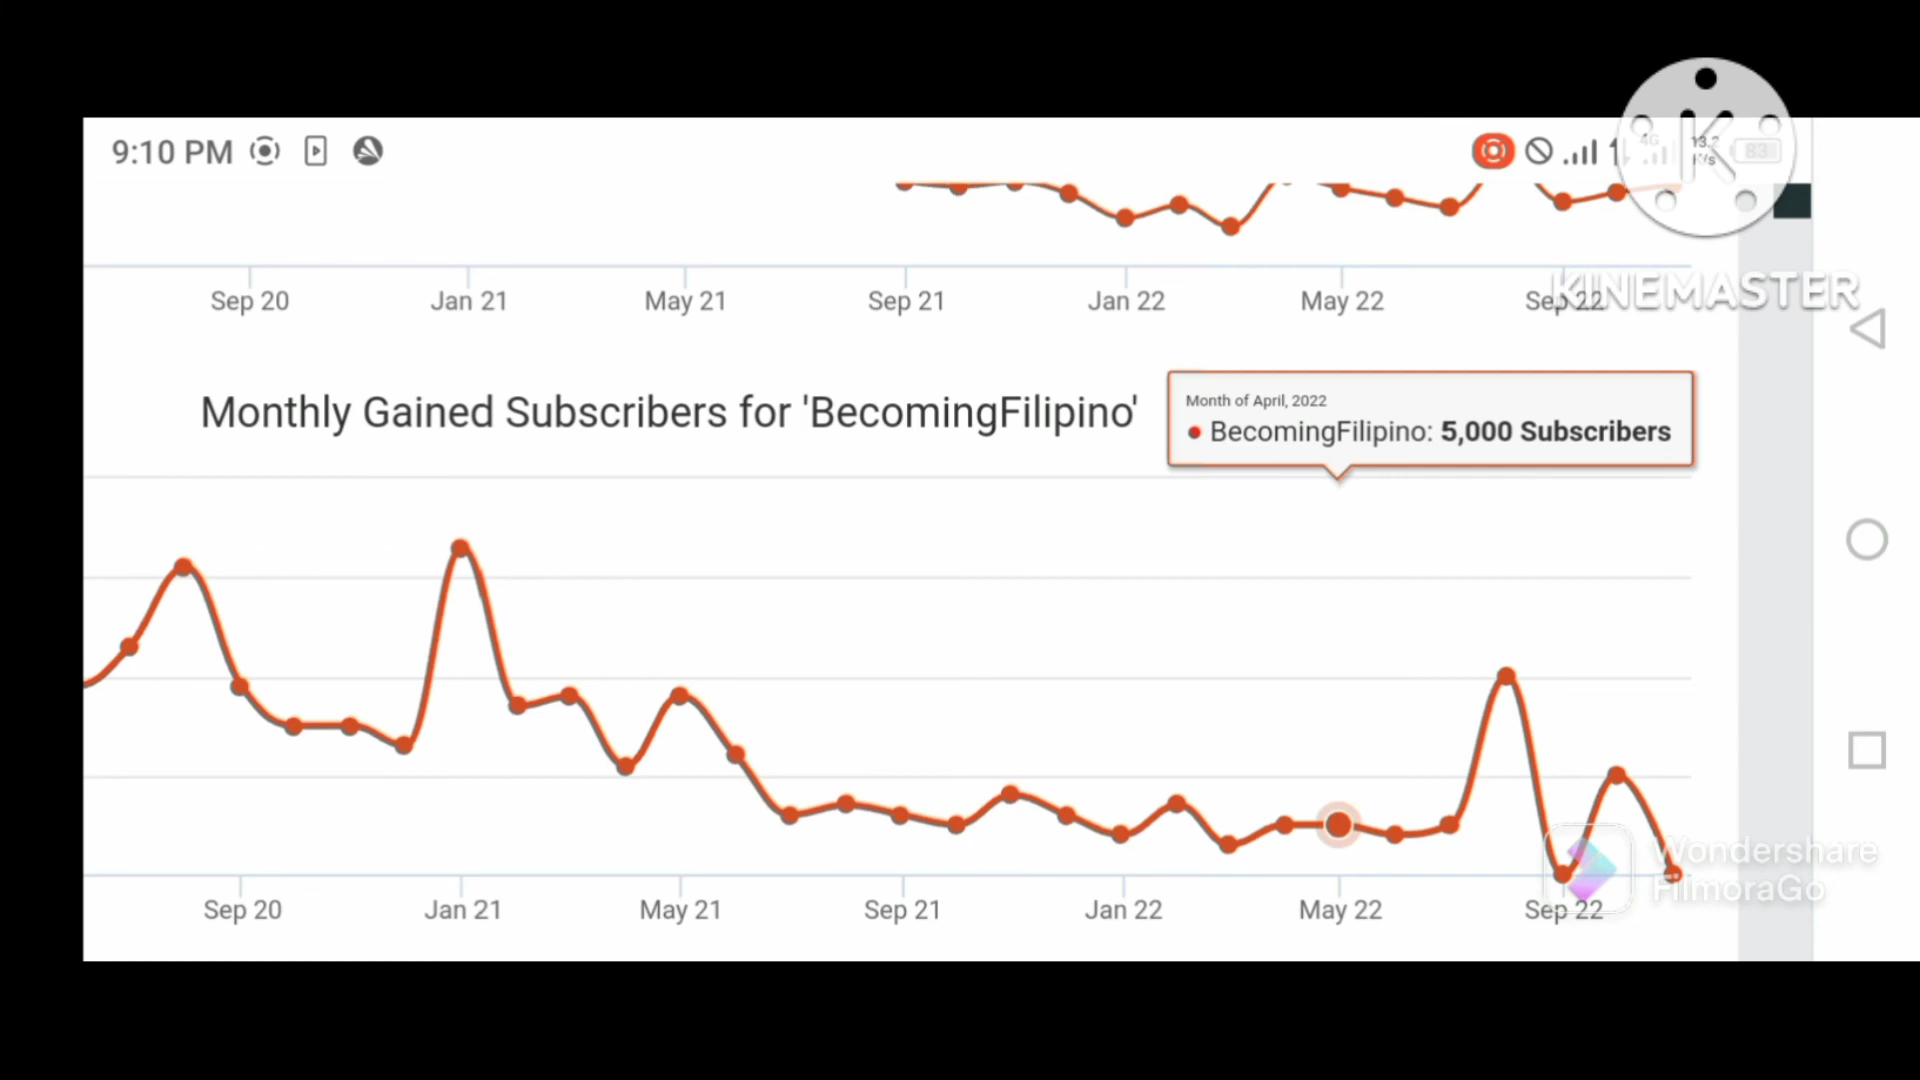 9:10 PM
4G
83
Sep 20 Jan 21 May 21 Sep 21 Jan 22 May 22 Sep 22
KINEMASTER
Monthly Gained Subscribers for 'BecomingFilipino'
Month of April, 2022
BecomingFilipino: 5,000 Subscribers
Wondershare
FilmoraGo
Sep 20 Jan 21 May 21 Sep 21 Jan 22 May 22 Sep 22